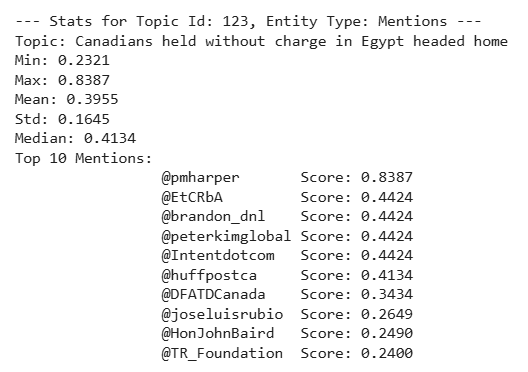 --- Stats for Topic Id: 123, Entity Type: Mentions ---
Topic: Canadians held without charge in Egypt headed home
Min: 0.2321
Max: 0.8387
Mean: 0.3955
Std: 0.1645
Median: 0.4134
Top 10 Mentions:
@pmharper Score: 0.8387
@EtCRbA Score: 0.4424
@brandon_dnl Score: 0.4424
@peterkimglobal Score: 0.4424
@Intentdotcom Score: 0.4424
@huffpostca Score: 0.4134
@DFATDCanada Score: 0.3434
@joseluisrubio Score: 0.2649
@HonJohnBaird Score: 0.2490
@TR_Foundation Score: 0.2400